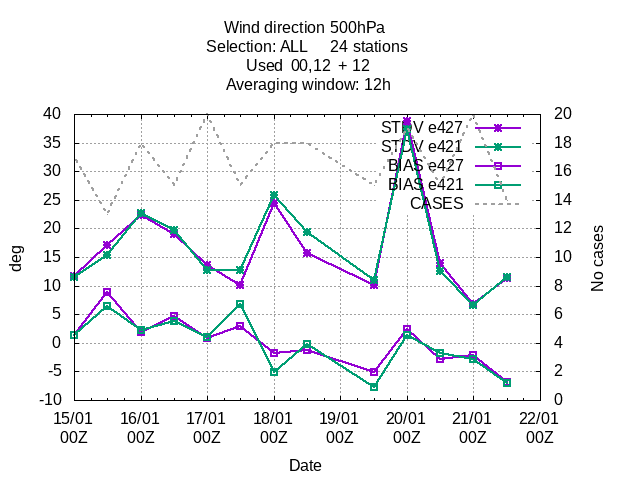 Wind direction 500hPa
Selection: ALL 24 stations
Used 00,12 + 12
Averaging window: 12h
40 20
STDV e427
35 18
STDV e421
30 16
BIAS e427
BIAS e421
25 14
CASES
20 12
15 10
10 8
5 6
0 4
-5 2
-10 0
deg
No cases
15/01 16/01 17/01 18/01 19/01 20/01 21/01 22/01
00Z 00Z 00Z 00Z 00Z 00Z 00Z 00Z
Date